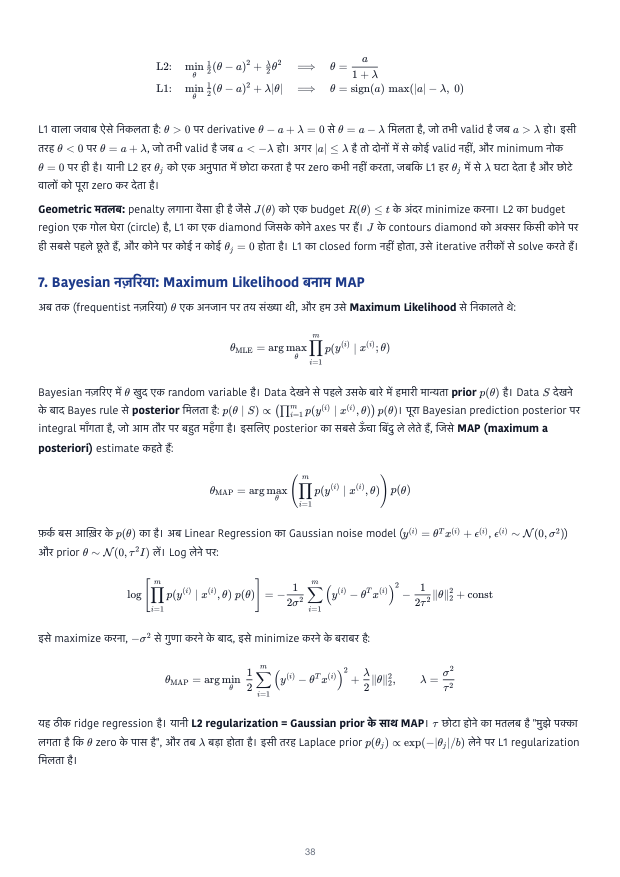 L2: min_θ ½(θ − a)² + λ/2 θ² ⟹ θ = a/(1 + λ)
L1: min_θ ½(θ − a)² + λ|θ| ⟹ θ = sign(a) max(|a| − λ, 0)
L1 वाला जवाब ऐसे निकलता है: θ > 0 पर derivative θ − a + λ = 0 से θ = a − λ मिलता है, जो तभी valid है जब a > λ हो। इसी
तरह θ < 0 पर θ = a + λ, जो तभी valid है जब a < −λ हो। अगर |a| ≤ λ है तो दोनों में से कोई valid नहीं, और minimum नोक
θ = 0 पर ही है। यानी L2 हर θ_j को एक अनुपात में छोटा करता है पर zero कभी नहीं करता, जबकि L1 हर θ_j में से λ घटा देता है और छोटे
वालों को पूरा zero कर देता है।
Geometric मतलब: penalty लगाना वैसा ही है जैसे J(θ) को एक budget R(θ) ≤ t के अंदर minimize करना। L2 का budget
region एक गोल घेरा (circle) है, L1 का एक diamond जिसके कोने axes पर हैं। J के contours diamond को अक्सर किसी कोने पर
ही सबसे पहले छूते हैं, और कोने पर कोई न कोई θ_j = 0 होता है। L1 का closed form नहीं होता, उसे iterative तरीकों से solve करते हैं।
7. Bayesian नज़रिया: Maximum Likelihood बनाम MAP
अब तक (frequentist नज़रिया) θ एक अनजान पर तय संख्या थी, और हम उसे Maximum Likelihood से निकालते थे:
θ_MLE = arg max_θ ∏_{i=1}^{m} p(y^(i) | x^(i); θ)
Bayesian नज़रिए में θ खुद एक random variable है। Data देखने से पहले उसके बारे में हमारी मान्यता prior p(θ) है। Data S देखने
के बाद Bayes rule से posterior मिलता है: p(θ | S) ∝ (∏_{i=1}^{m} p(y^(i) | x^(i), θ)) p(θ)। पूरा Bayesian prediction posterior पर
integral माँगता है, जो आम तौर पर बहुत महँगा है। इसलिए posterior का सबसे ऊँचा बिंदु ले लेते हैं, जिसे MAP (maximum a
posteriori) estimate कहते हैं:
θ_MAP = arg max_θ (∏_{i=1}^{m} p(y^(i) | x^(i), θ)) p(θ)
फ़र्क बस आख़िर के p(θ) का है। अब Linear Regression का Gaussian noise model (y^(i) = θ^T x^(i) + ϵ^(i), ϵ^(i) ∼ 𝒩(0, σ²))
और prior θ ∼ 𝒩(0, τ²I) लें। Log लेने पर:
log [∏_{i=1}^{m} p(y^(i) | x^(i), θ) p(θ)] = −1/(2σ²) ∑_{i=1}^{m} (y^(i) − θ^T x^(i))² − 1/(2τ²) ‖θ‖₂² + const
इसे maximize करना, −σ² से गुणा करने के बाद, इसे minimize करने के बराबर है:
θ_MAP = arg min_θ 1/2 ∑_{i=1}^{m} (y^(i) − θ^T x^(i))² + λ/2 ‖θ‖₂², λ = σ²/τ²
यह ठीक ridge regression है। यानी L2 regularization = Gaussian prior के साथ MAP। τ छोटा होने का मतलब है "मुझे पक्का
लगता है कि θ zero के पास है", और तब λ बड़ा होता है। इसी तरह Laplace prior p(θ_j) ∝ exp(−|θ_j|/b) लेने पर L1 regularization
मिलता है।
38